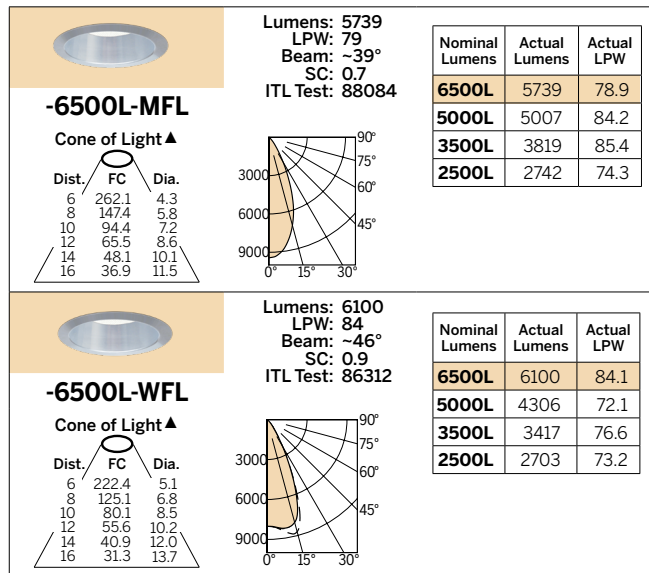 Lumens: 5739
LPW: 79
Beam: ~39°
SC: 0.7
ITL Test: 88084
-6500L-MFL
Cone of Light▲
Dist. FC Dia.
6 262.1 4.3
8 147.4 5.8
10 94.4 7.2
12 65.5 8.6
14 48.1 10.1
16 36.9 11.5
90°
75°
3000
60°
6000
45°
9000
0° 15° 30°
Nominal Lumens Actual Lumens Actual LPW
6500L 5739 78.9
5000L 5007 84.2
3500L 3819 85.4
2500L 2742 74.3
Lumens: 6100
LPW: 84
Beam: ~46°
SC: 0.9
ITL Test: 86312
-6500L-WFL
Cone of Light▲
Dist. FC Dia.
6 222.4 5.1
8 125.1 6.8
10 80.1 8.5
12 55.6 10.2
14 40.9 12.0
16 31.3 13.7
90°
75°
3000
60°
6000
45°
9000
0° 15° 30°
Nominal Lumens Actual Lumens Actual LPW
6500L 6100 84.1
5000L 4306 72.1
3500L 3417 76.6
2500L 2703 73.2